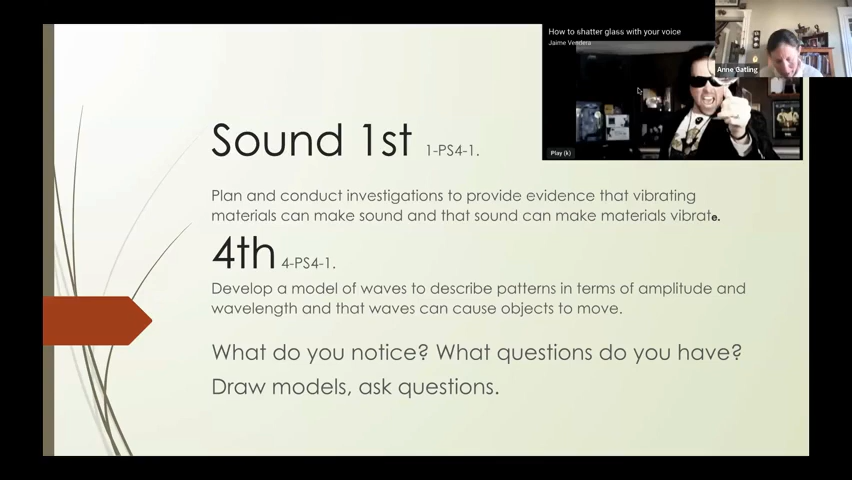 How to shatter glass with your voice
Jaime Vendera
Anne Gatling
Play (k)
Sound 1st 1-PS4-1.
Plan and conduct investigations to provide evidence that vibrating
materials can make sound and that sound can make materials vibrate.
4th 4-PS4-1.
Develop a model of waves to describe patterns in terms of amplitude and
wavelength and that waves can cause objects to move.
What do you notice? What questions do you have?
Draw models, ask questions.